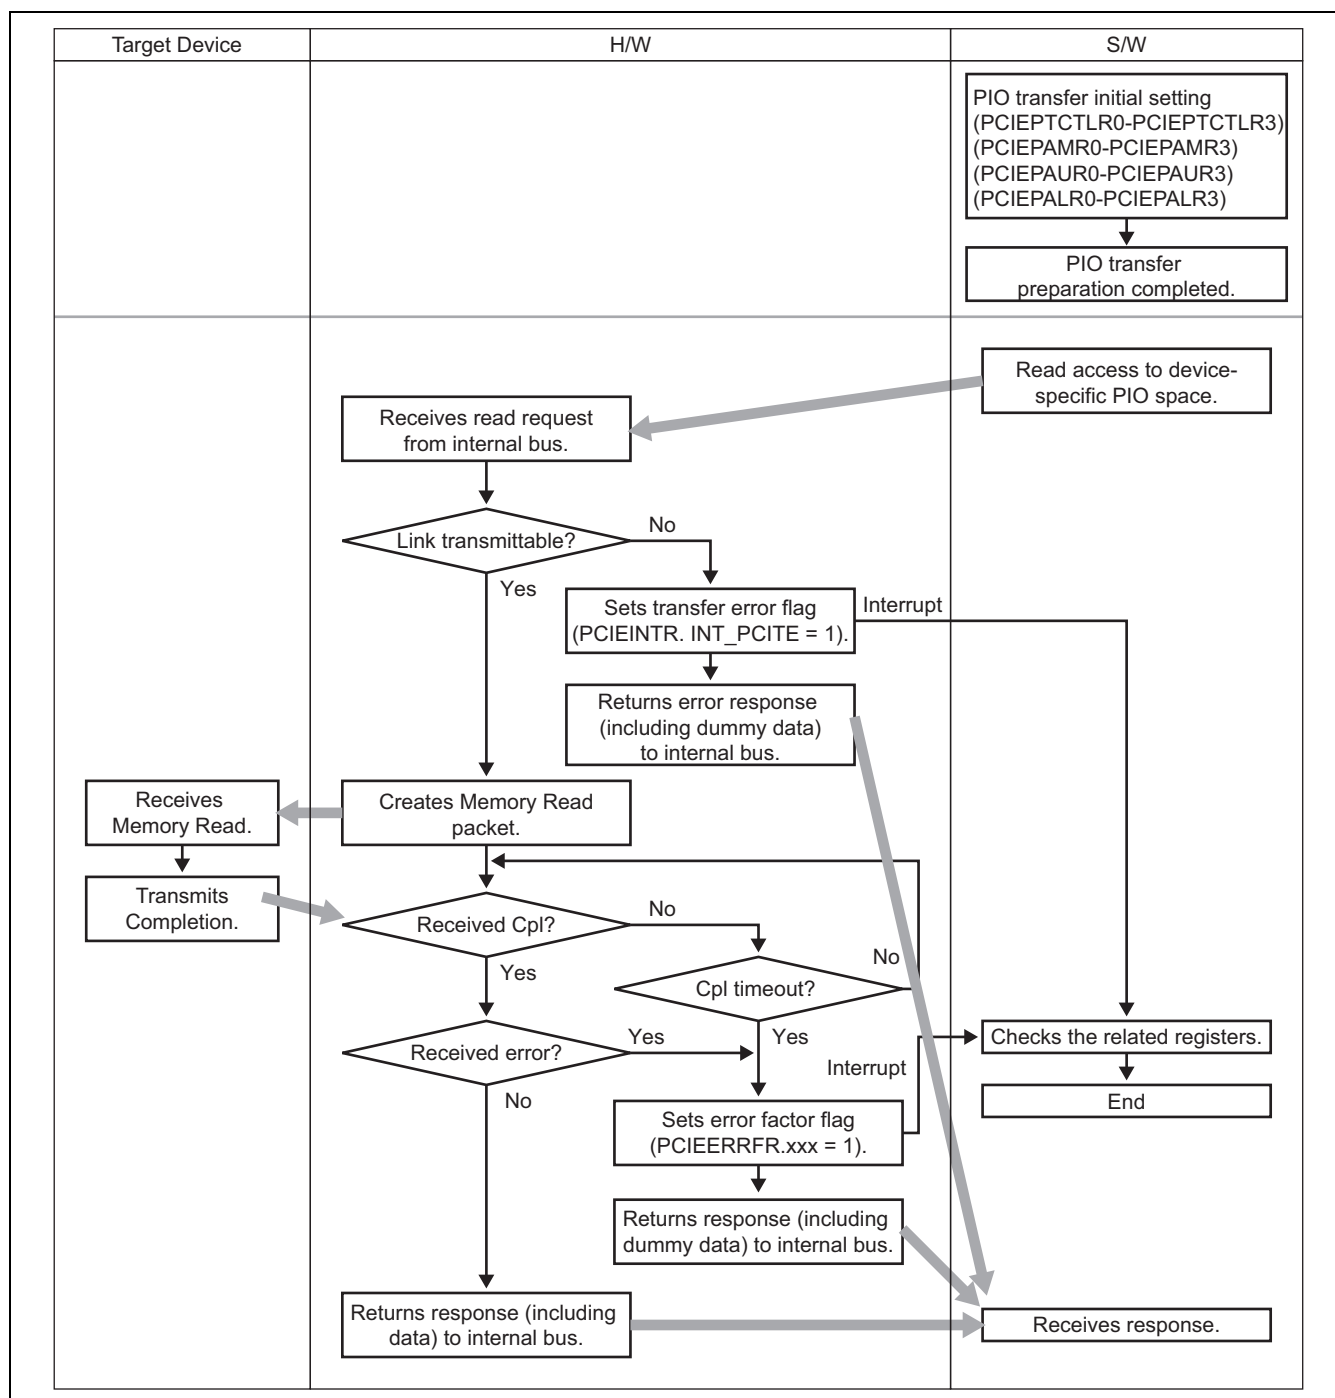 Target Device
H/W
S/W
PIO transfer initial setting
(PCIEPTCTLR0-PCIEPTCTLR3)
(PCIEPAMR0-PCIEPAMR3)
(PCIEPAUR0-PCIEPAUR3)
(PCIEPALR0-PCIEPALR3)
PIO transfer
preparation completed.
Read access to device-
specific PIO space.
Receives read request
from internal bus.
Link transmittable?
No
Yes
Sets transfer error flag
(PCIEINTR. INT_PCITE = 1).
Interrupt
Returns error response
(including dummy data)
to internal bus.
Receives
Memory Read.
Creates Memory Read
packet.
Transmits
Completion.
Received Cpl?
No
Yes
Cpl timeout?
No
Yes
Received error?
Yes
No
Interrupt
Checks the related registers.
End
Sets error factor flag
(PCIEERRFR.xxx = 1).
Returns response (including
dummy data) to internal bus.
Returns response (including
data) to internal bus.
Receives response.